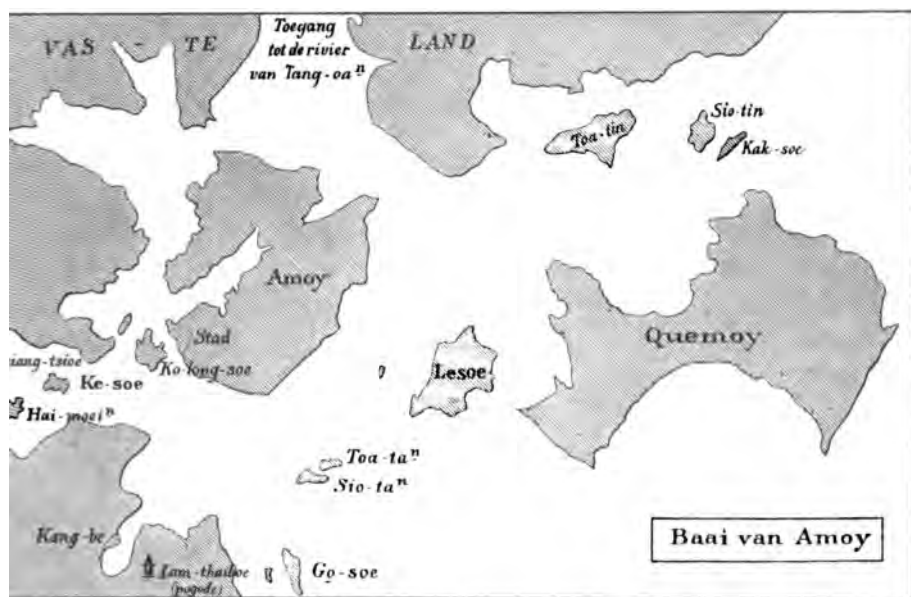 VAS - TE LAND
Toegang
tot de rivier
van Tang-oaⁿ
Toa-tin
Sio-tin
Kak-soe
Amoy
Stad
Ko-long-soe
iang-tsioe
Ke-soe
Hai-moeiⁿ
Lesoe
Quemoy
Toa-taⁿ
Sio-taⁿ
Kang-be
Lam-thaiboe
(pagode)
Go-soe
Baai van Amoy